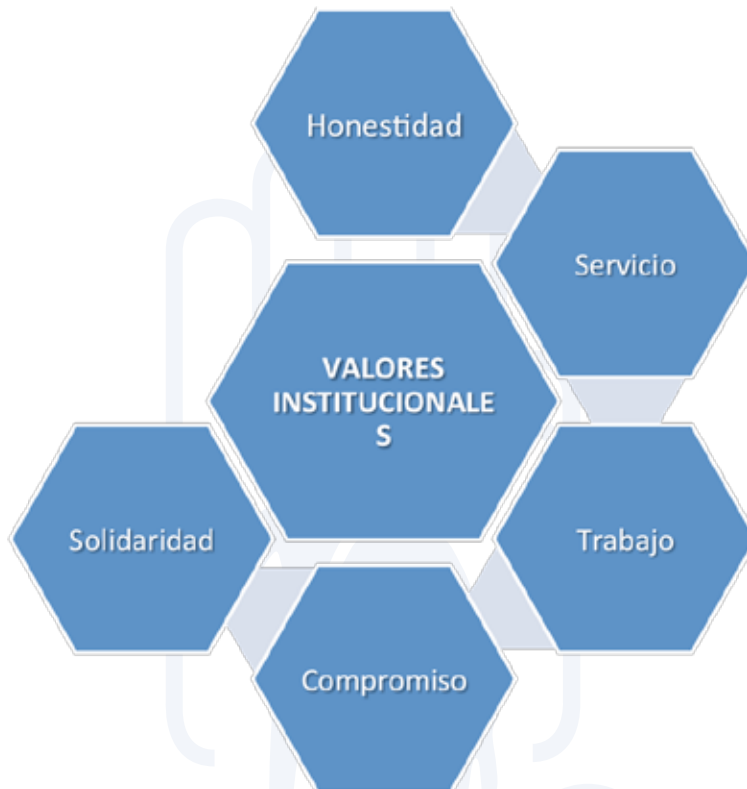 Honestidad
Servicio
VALORES
INSTITUCIONALE
S
Solidaridad
Trabajo
Compromiso